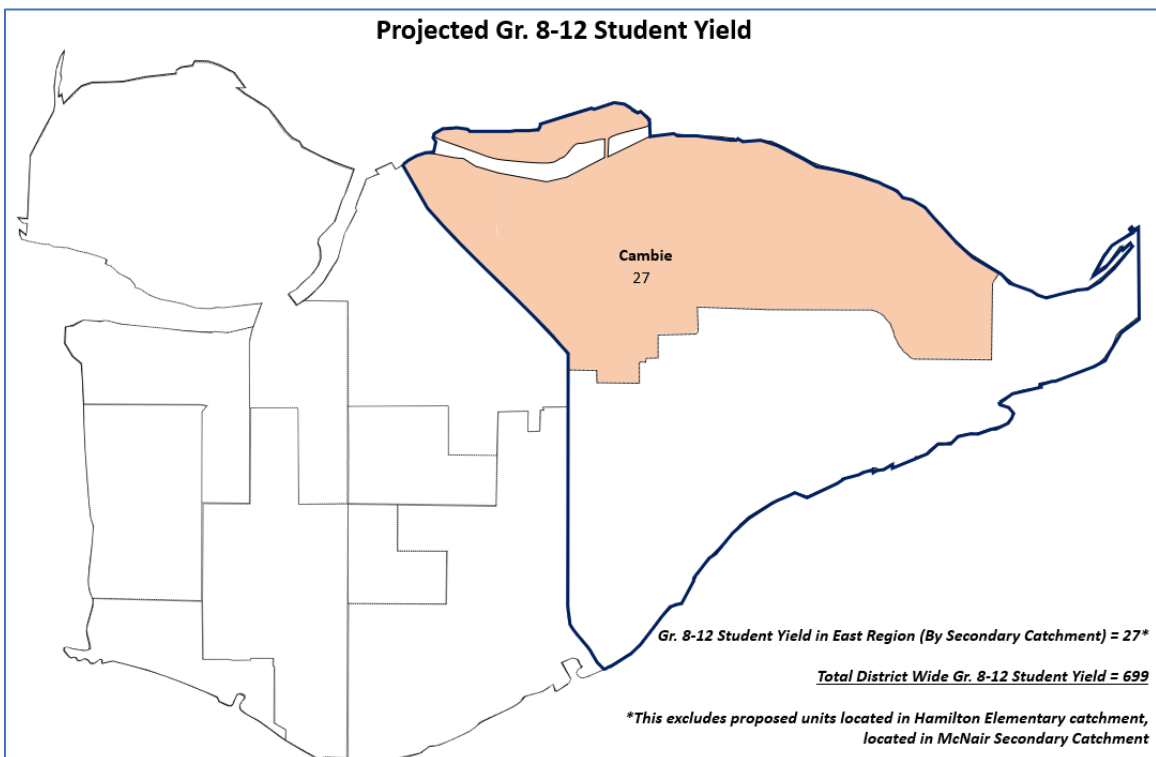 Projected Gr. 8-12 Student Yield
Cambie
27
Gr. 8-12 Student Yield in East Region (By Secondary Catchment) = 27*
Total District Wide Gr. 8-12 Student Yield = 699
*This excludes proposed units located in Hamilton Elementary catchment,
located in McNair Secondary Catchment